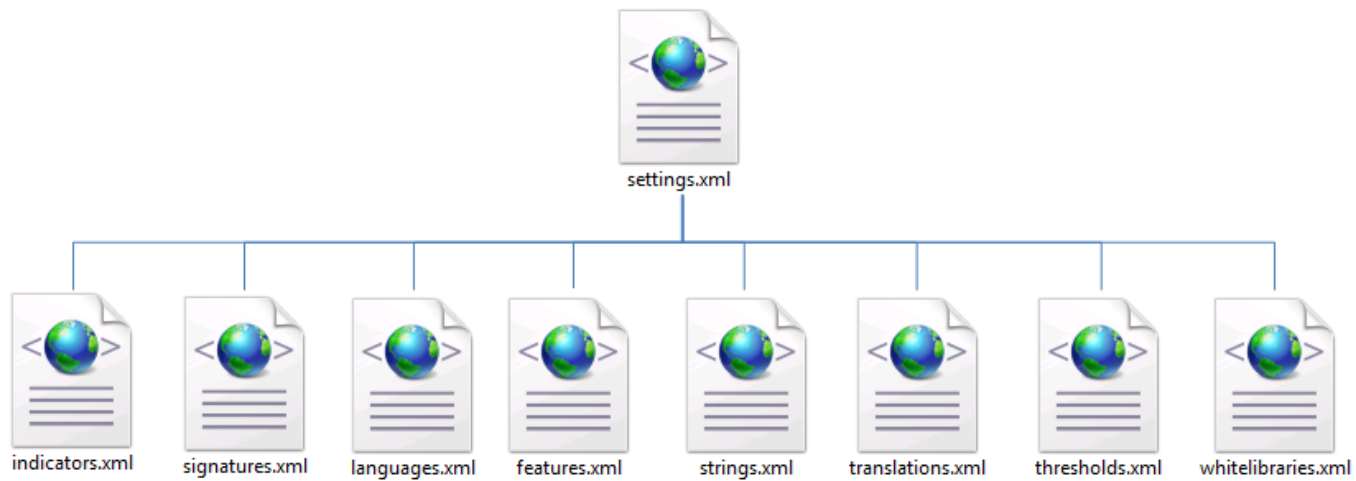 settings.xml
indicators.xml
signatures.xml
languages.xml
features.xml
strings.xml
translations.xml
thresholds.xml
whitelibraries.xml